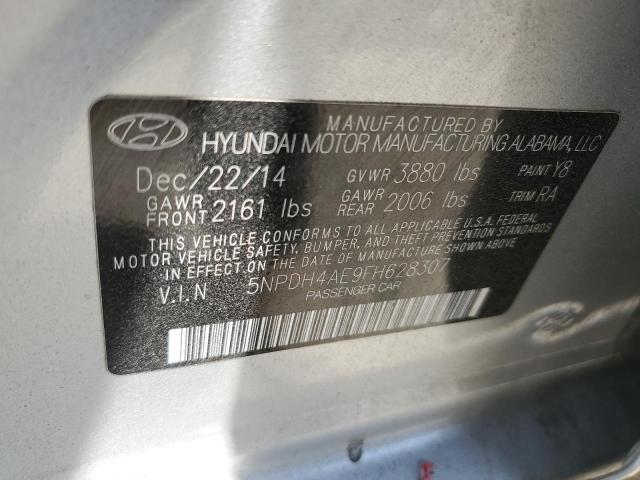 MANUFACTURED BY
HYUNDAI MOTOR MANUFACTURING ALABAMA, LLC
Dec/22/14 GVWR 3880 lbs PAINT Y8
GAWR FRONT 2161 lbs GAWR REAR 2006 lbs TRIM RA
THIS VEHICLE CONFORMS TO ALL APPLICABLE U.S.A. FEDERAL
MOTOR VEHICLE SAFETY, BUMPER, AND THEFT PREVENTION
STANDARDS IN EFFECT ON THE DATE OF MANUFACTURE SHOWN ABOVE
V.I.N 5NPDH4AE9FH628307
PASSENGER CAR